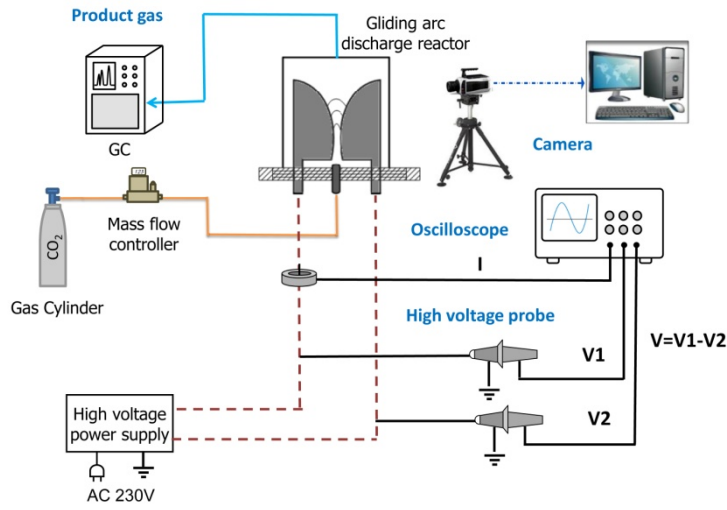 Product gas
Gliding arc
discharge reactor
GC
Camera
CO2
Mass flow
controller
Gas Cylinder
Oscilloscope
I
High voltage probe
V1
V=V1-V2
V2
High voltage
power supply
AC 230V